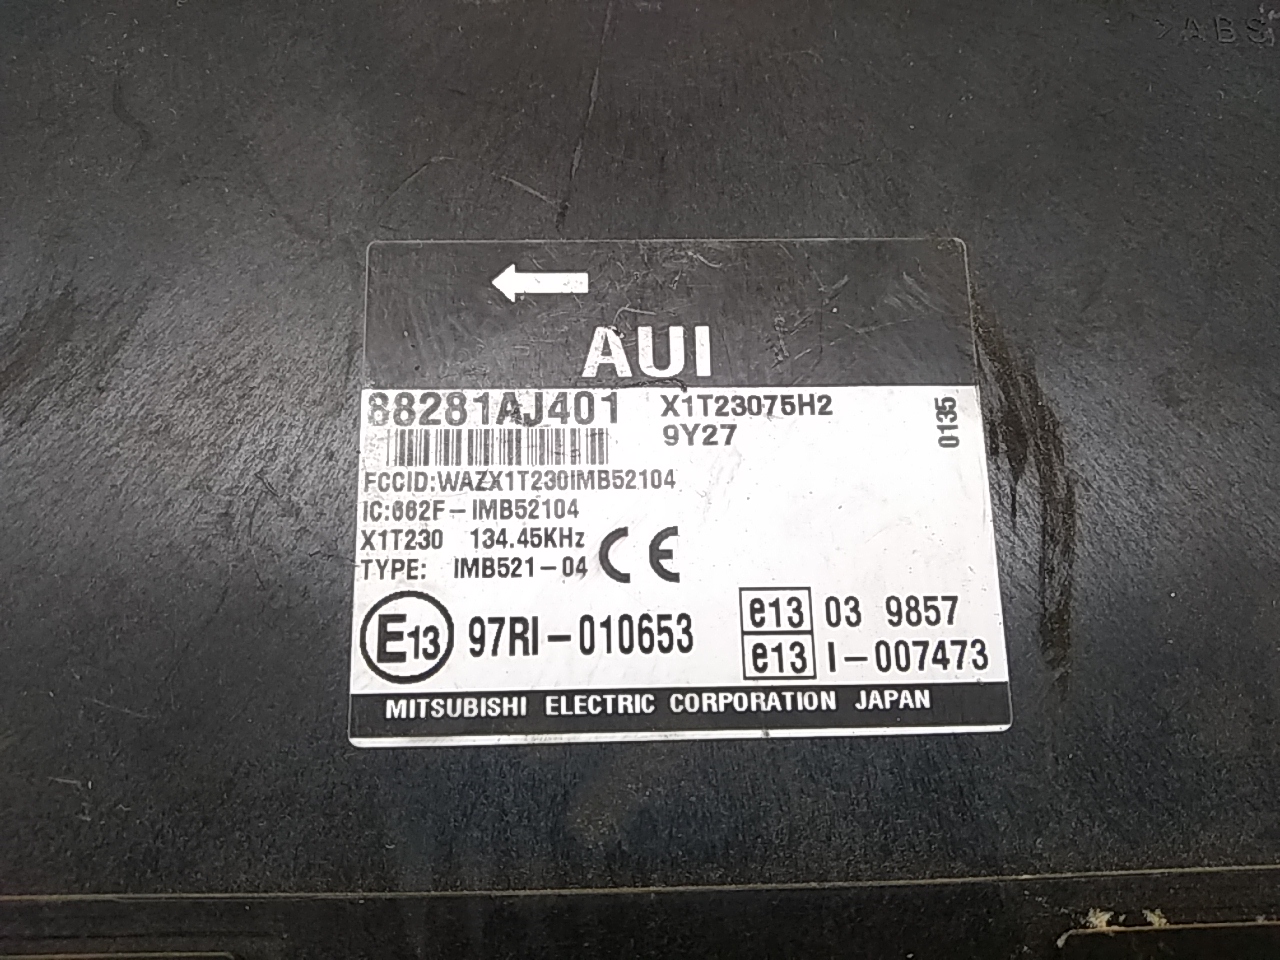 >ABS
AUI
88281AJ401 X1T23075H2
9Y27
0135
FCCID:WAZX1T230IMB52104
IC:662F-IMB52104
X1T230 134.45KHz
TYPE: IMB521-04 CE
E13 97RI-010653
e13 03 9857
e13 I-007473
MITSUBISHI ELECTRIC CORPORATION JAPAN